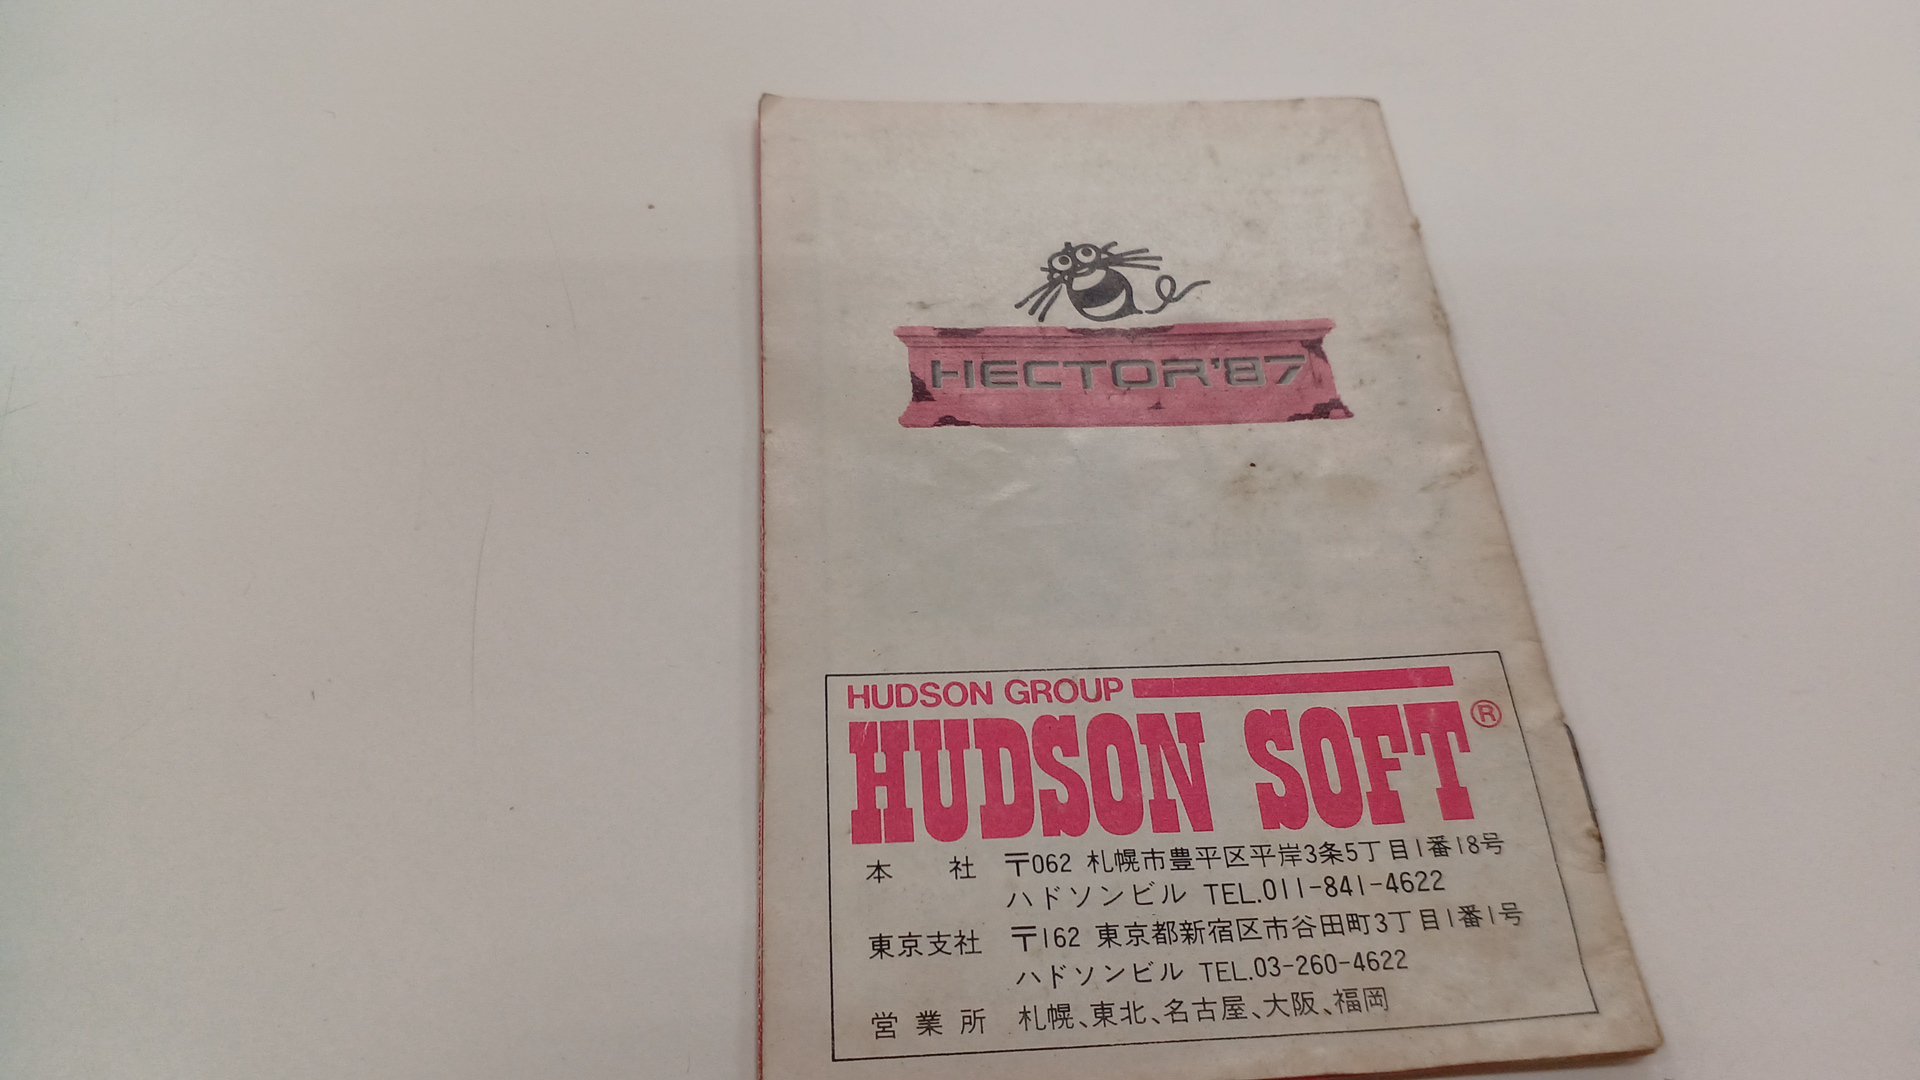 HECTOR'87
HUDSON GROUP
HUDSON SOFT®
本社 〒062 札幌市豊平区平岸3条5丁目1番18号
ハドソンビル TEL.011-841-4622
東京支社 〒162 東京都新宿区市谷田町3丁目1番1号
ハドソンビル TEL.03-260-4622
営業所 札幌、東北、名古屋、大阪、福岡